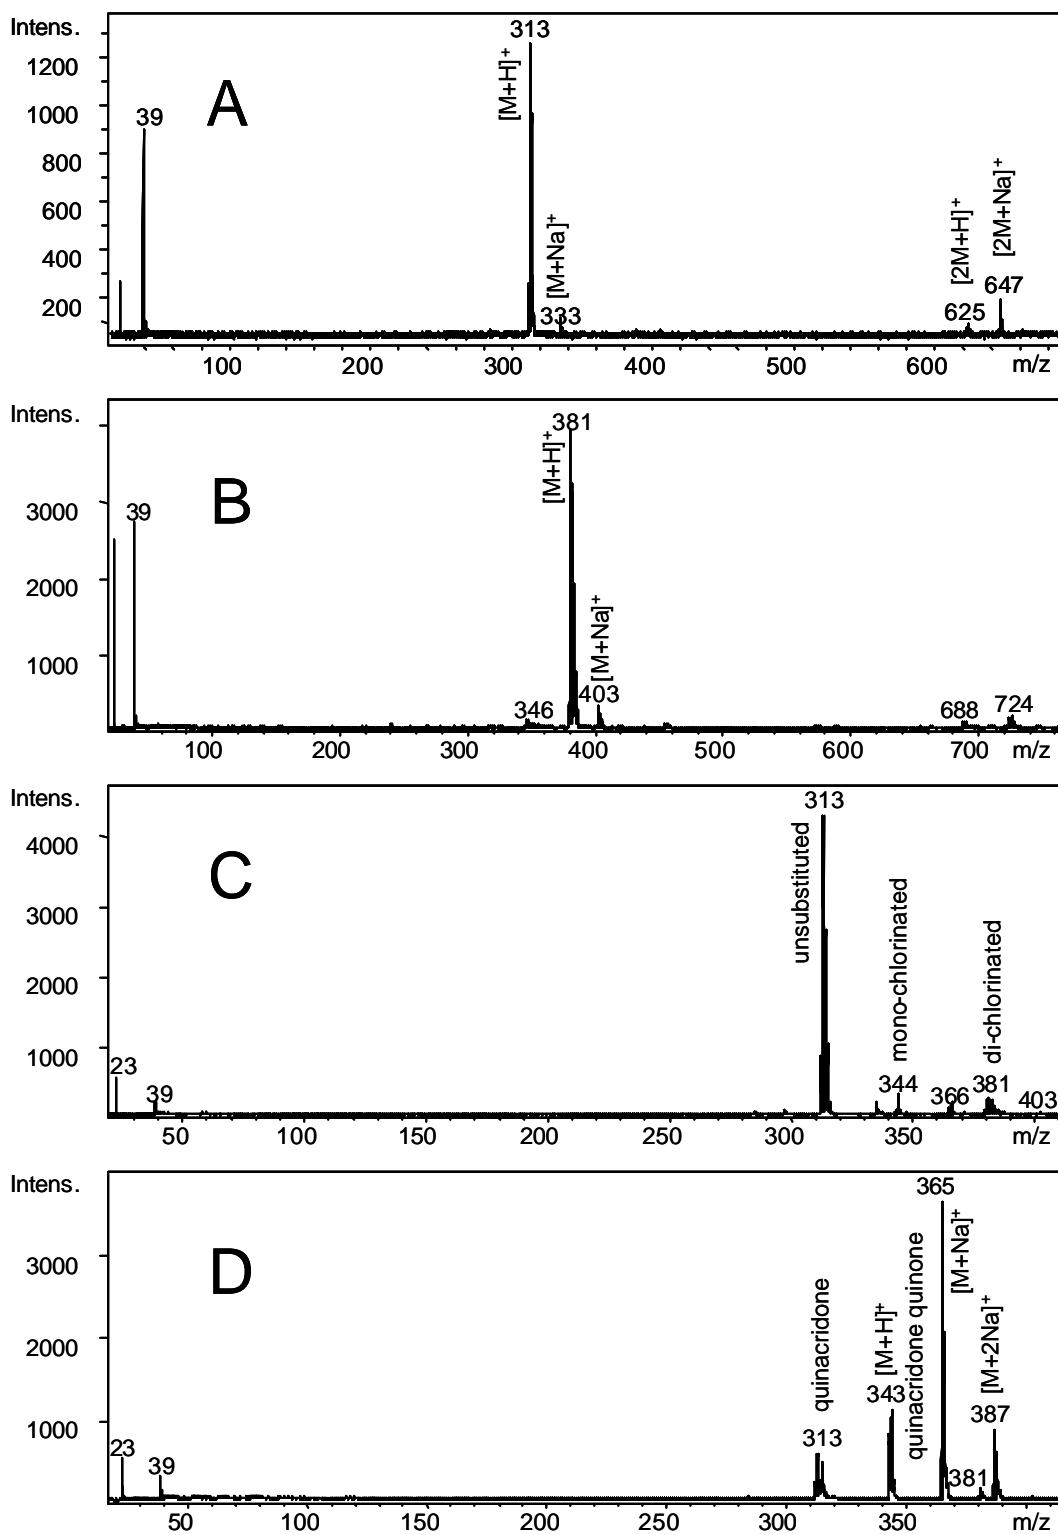 Intens.
313
1200
[M+H]+
A
1000
39
800
600
[2M+H]+
[2M+Na]+
400
[M+Na]+
200
333
625
647
100
200
300
400
500
600
m/z
Intens.
381
[M+H]+
B
3000
39
2000
[M+Na]+
1000
346
403
688
724
100
200
300
400
500
600
700
m/z
Intens.
313
4000
unsubstituted
C
3000
mono-chlorinated
di-chlorinated
2000
1000
23
39
344
366
381
403
50
100
150
200
250
300
350
m/z
Intens.
365
[M+Na]+
3000
D
quinacridone
[M+H]+
quinacridone quinone
[M+2Na]+
2000
343
387
1000
313
23
39
381
50
100
150
200
250
300
350
m/z